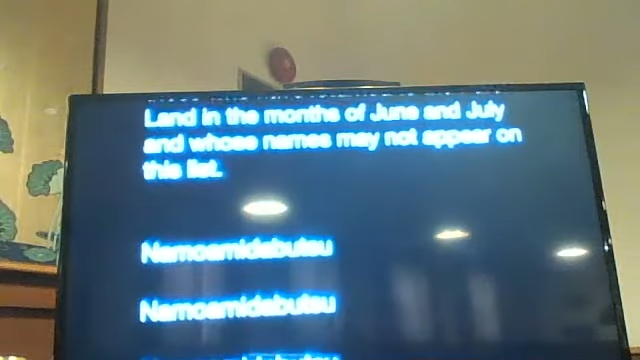 Land in the months of June and July
and whose names may not appear on
this list.
Namoamidabutsu
Namoamidabutsu